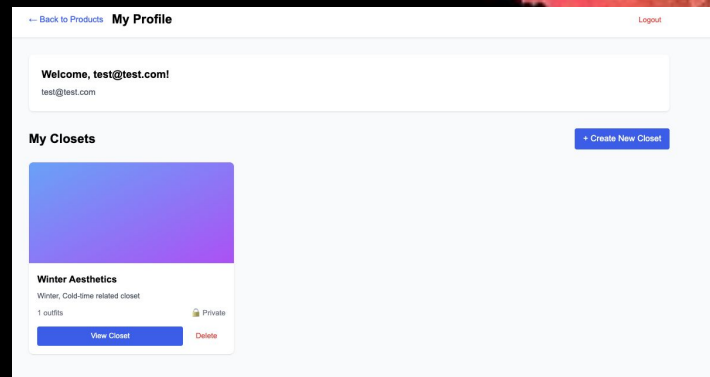 ← Back to Products My Profile Logout
Welcome, test@test.com!
test@test.com
My Closets + Create New Closet
Winter Aesthetics
Winter, Cold-time related closet
1 outfits Private
View Closet Delete